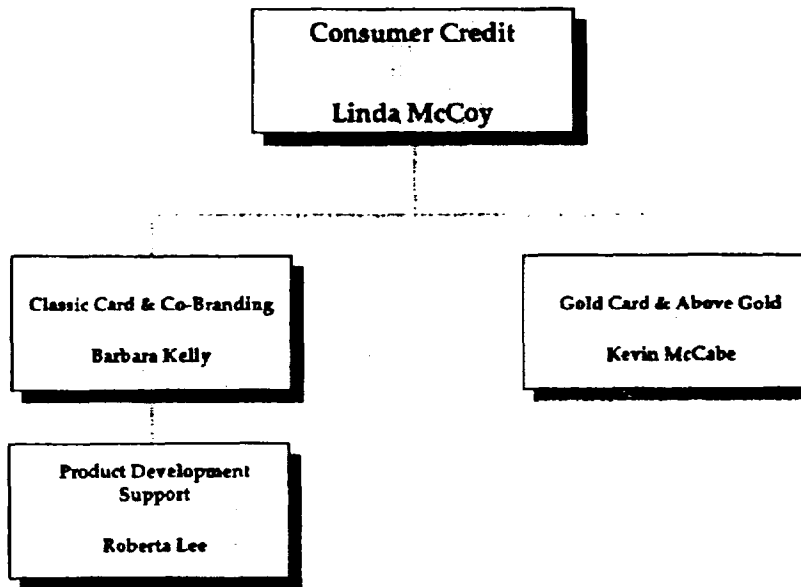 Consumer Credit
Linda McCoy
Classic Card & Co-Branding
Barbara Kelly
Gold Card & Above Gold
Kevin McCabe
Product Development
Support
Roberta Lee